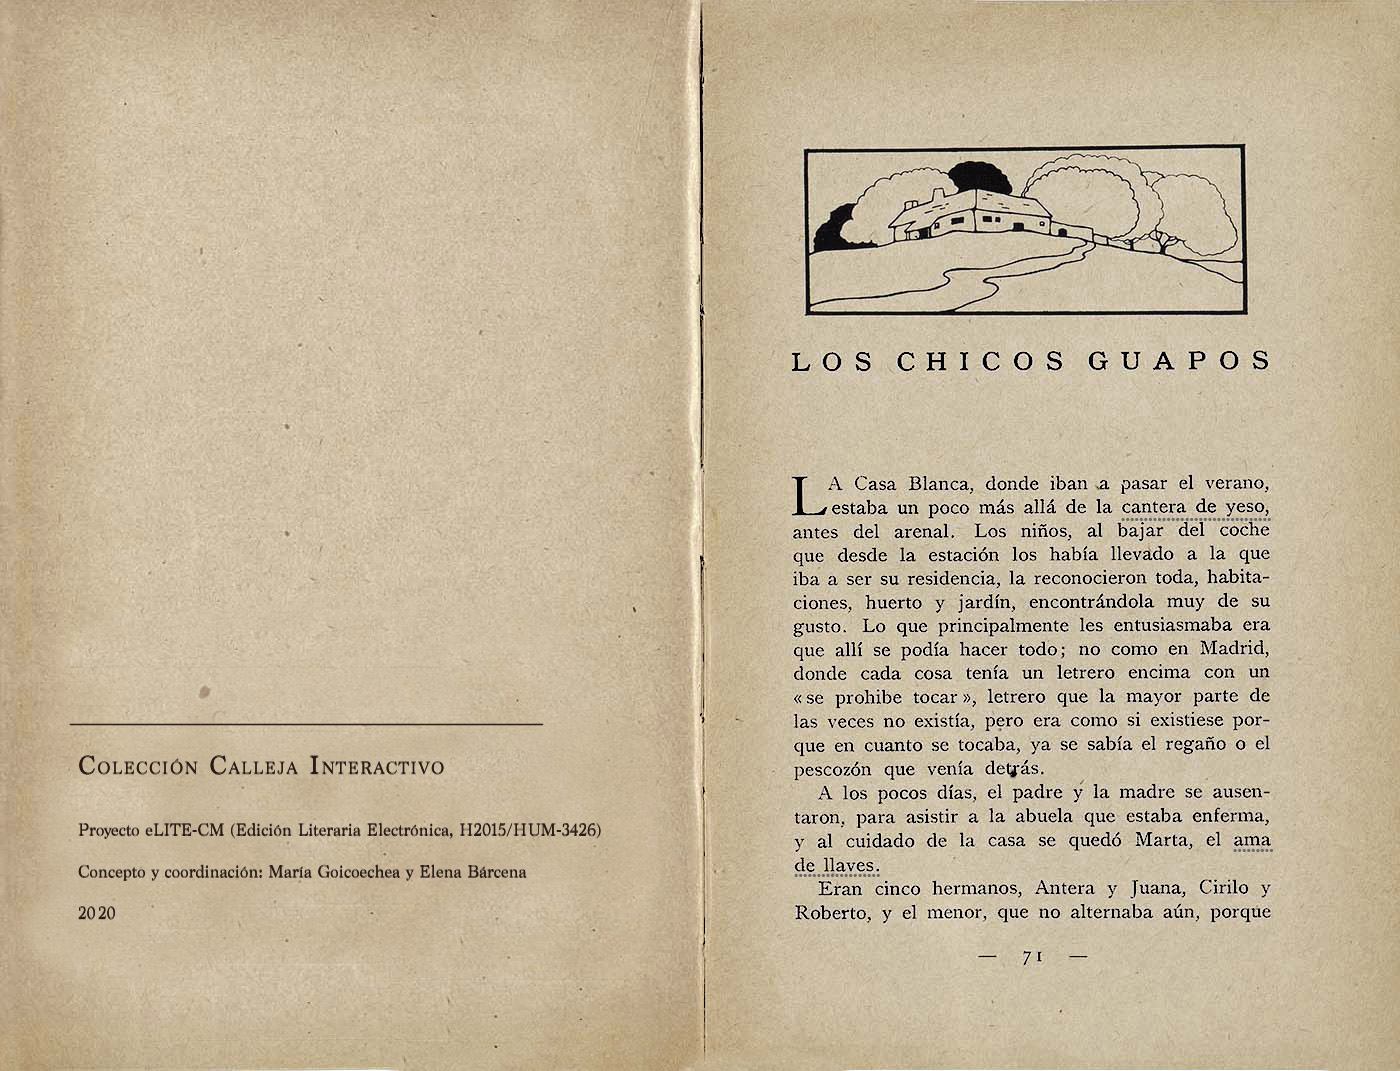 COLECCIÓN CALLEJA INTERACTIVO
Proyecto eLITE-CM (Edición Literaria Electrónica, H2015/HUM-3426)
Concepto y coordinación: María Goicoechea y Elena Bárcena
2020
LOS CHICOS GUAPOS
LA Casa Blanca, donde iban a pasar el verano,
estaba un poco más allá de la cantera de yeso,
antes del arenal. Los niños, al bajar del coche
que desde la estación los había llevado a la que
iba a ser su residencia, la reconocieron toda, habita-
ciones, huerto y jardín, encontrándola muy de su
gusto. Lo que principalmente les entusiasmaba era
que allí se podía hacer todo; no como en Madrid,
donde cada cosa tenía un letrero encima con un
«se prohibe tocar», letrero que la mayor parte de
las veces no existía, pero era como si existiese por-
que en cuanto se tocaba, ya se sabía el regaño o el
pescozón que venía detrás.
A los pocos días, el padre y la madre se ausen-
taron, para asistir a la abuela que estaba enferma,
y al cuidado de la casa se quedó Marta, el ama
de llaves.
Eran cinco hermanos, Antera y Juana, Cirilo y
Roberto, y el menor, que no alternaba aún, porque
— 71 —